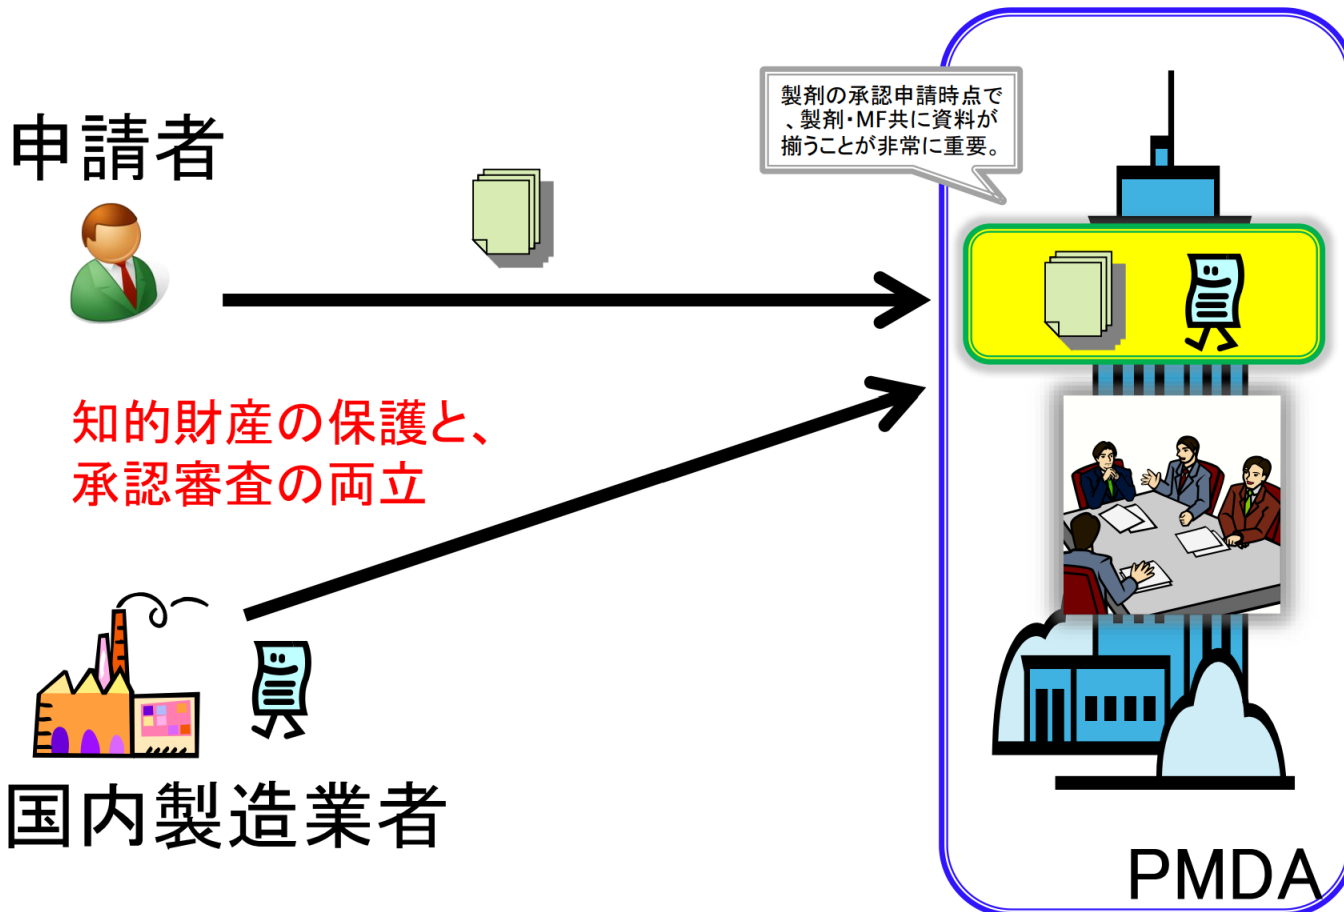 申請者
製剤の承認申請時点で
、製剤・MF共に資料が
揃うことが非常に重要。
知的財産の保護と、
承認審査の両立
国内製造業者
PMDA